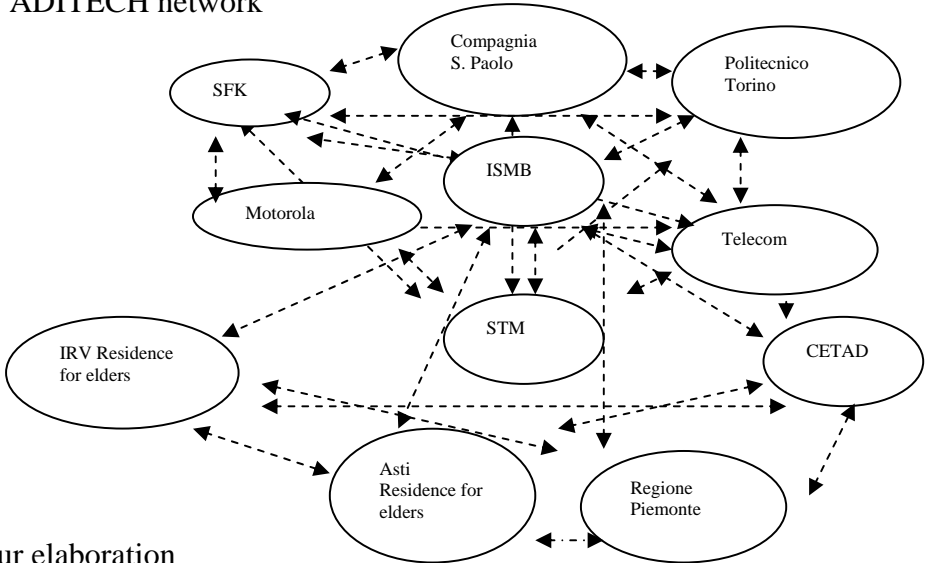 ADITECH network
Compagnia
S. Paolo
Politecnico
Torino
SFK
ISMB
Motorola
Telecom
STM
IRV Residence
for elders
CETAD
Asti
Residence for
elders
Regione
Piemonte
elaboration